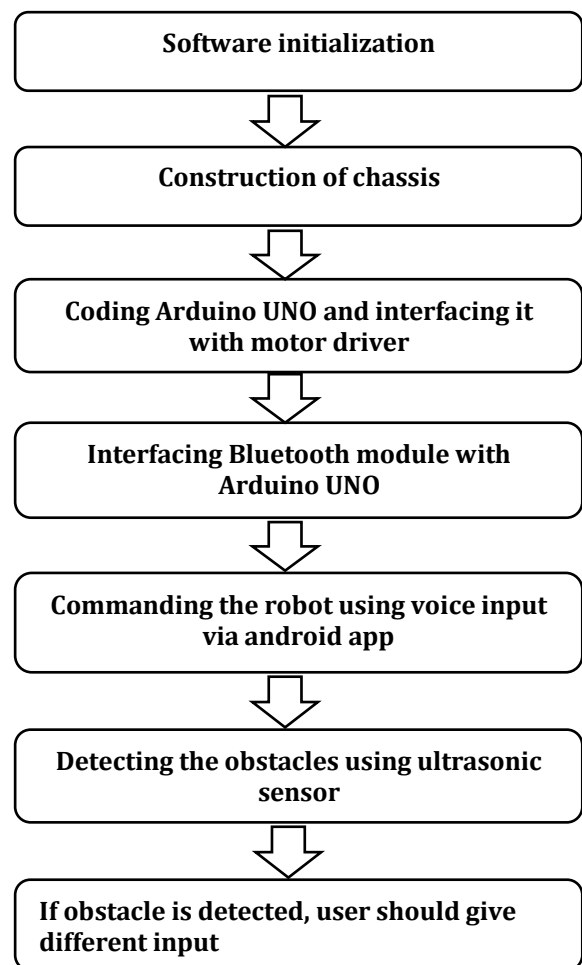 Software initialization
Construction of chassis
Coding Arduino UNO and interfacing it
with motor driver
Interfacing Bluetooth module with
Arduino UNO
Commanding the robot using voice input
via android app
Detecting the obstacles using ultrasonic
sensor
If obstacle is detected, user should give
different input